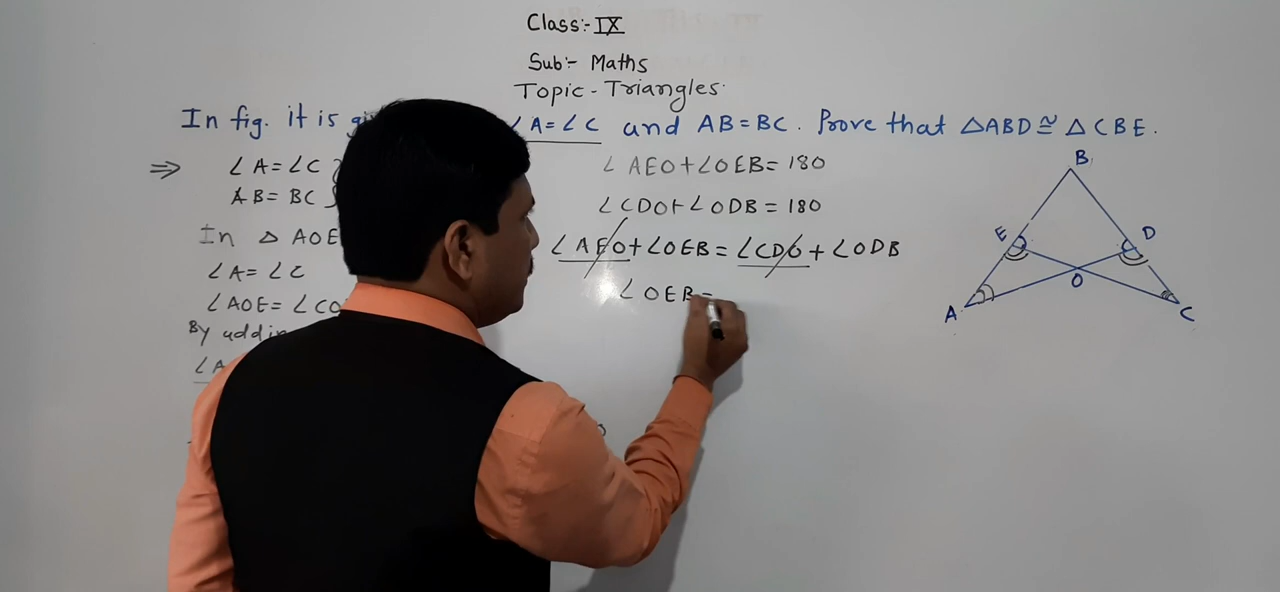 Class:- IX
Sub:- Maths
Topic - Triangles.
In fig. it is ∠A = ∠C and AB = BC. Prove that △ABD ≅ △CBE.
⇒ ∠A = ∠C
AB = BC
In △ AOE
∠A = ∠C
∠AOE = ∠CO
By addin
∠A
∠AEO + ∠OEB = 180
∠CDO + ∠ODB = 180
∠AEO + ∠OEB = ∠CDO + ∠ODB
∠OEB =
B
E
D
O
A
C